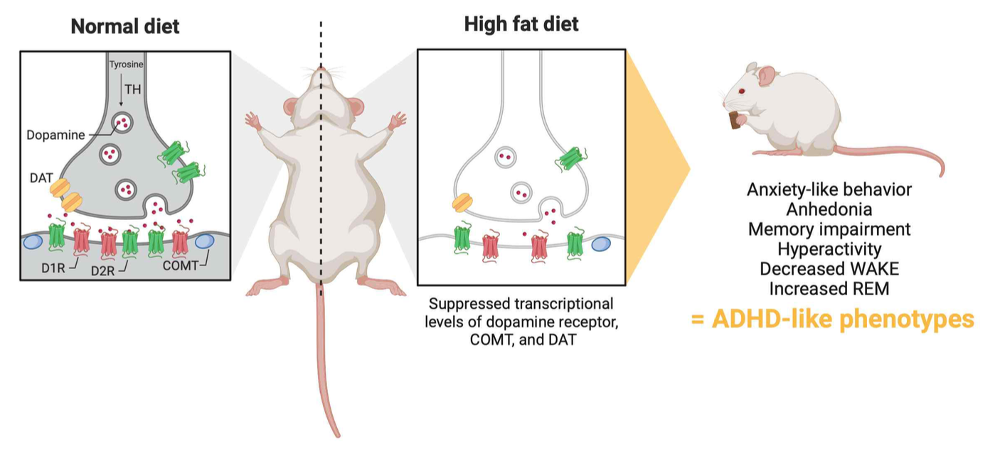 Normal diet
High fat diet
Tyrosine
TH
Dopamine
DAT
D1R
D2R
COMT
Suppressed transcriptional
levels of dopamine receptor,
COMT, and DAT
Anxiety-like behavior
Anhedonia
Memory impairment
Hyperactivity
Decreased WAKE
Increased REM
= ADHD-like phenotypes